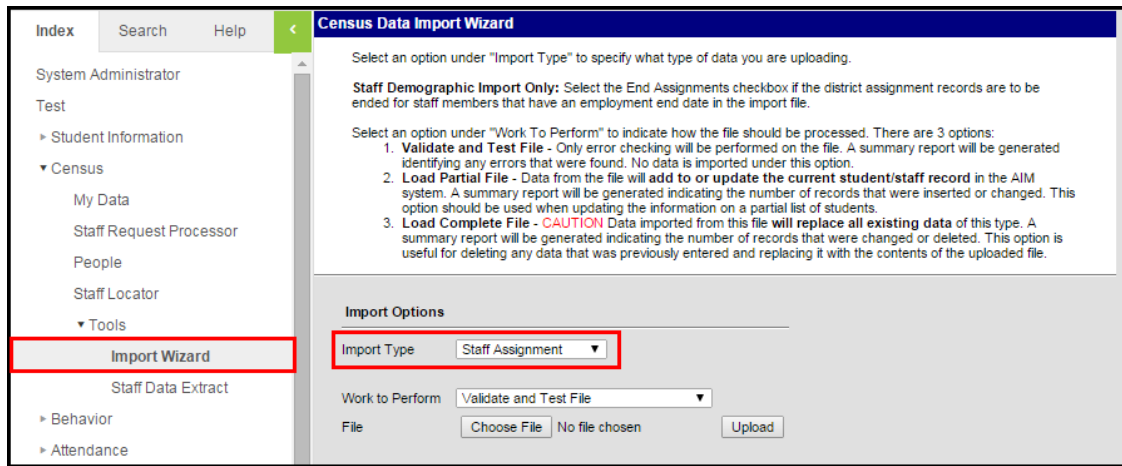 Index Search Help <
System Administrator
Test
▸ Student Information
▾ Census
My Data
Staff Request Processor
People
Staff Locator
▾ Tools
Import Wizard
Staff Data Extract
▸ Behavior
▸ Attendance
Census Data Import Wizard
Select an option under "Import Type" to specify what type of data you are uploading.
Staff Demographic Import Only: Select the End Assignments checkbox if the district assignment records are to be
ended for staff members that have an employment end date in the import file.
Select an option under "Work To Perform" to indicate how the file should be processed. There are 3 options:
1. Validate and Test File - Only error checking will be performed on the file. A summary report will be generated
identifying any errors that were found. No data is imported under this option.
2. Load Partial File - Data from the file will add to or update the current student/staff record in the AIM
system. A summary report will be generated indicating the number of records that were inserted or changed. This
option should be used when updating the information on a partial list of students.
3. Load Complete File - CAUTION Data imported from this file will replace all existing data of this type. A
summary report will be generated indicating the number of records that were changed or deleted. This option is
useful for deleting any data that was previously entered and replacing it with the contents of the uploaded file.
Import Options
Import Type Staff Assignment ▼
Work to Perform Validate and Test File ▼
File Choose File No file chosen Upload